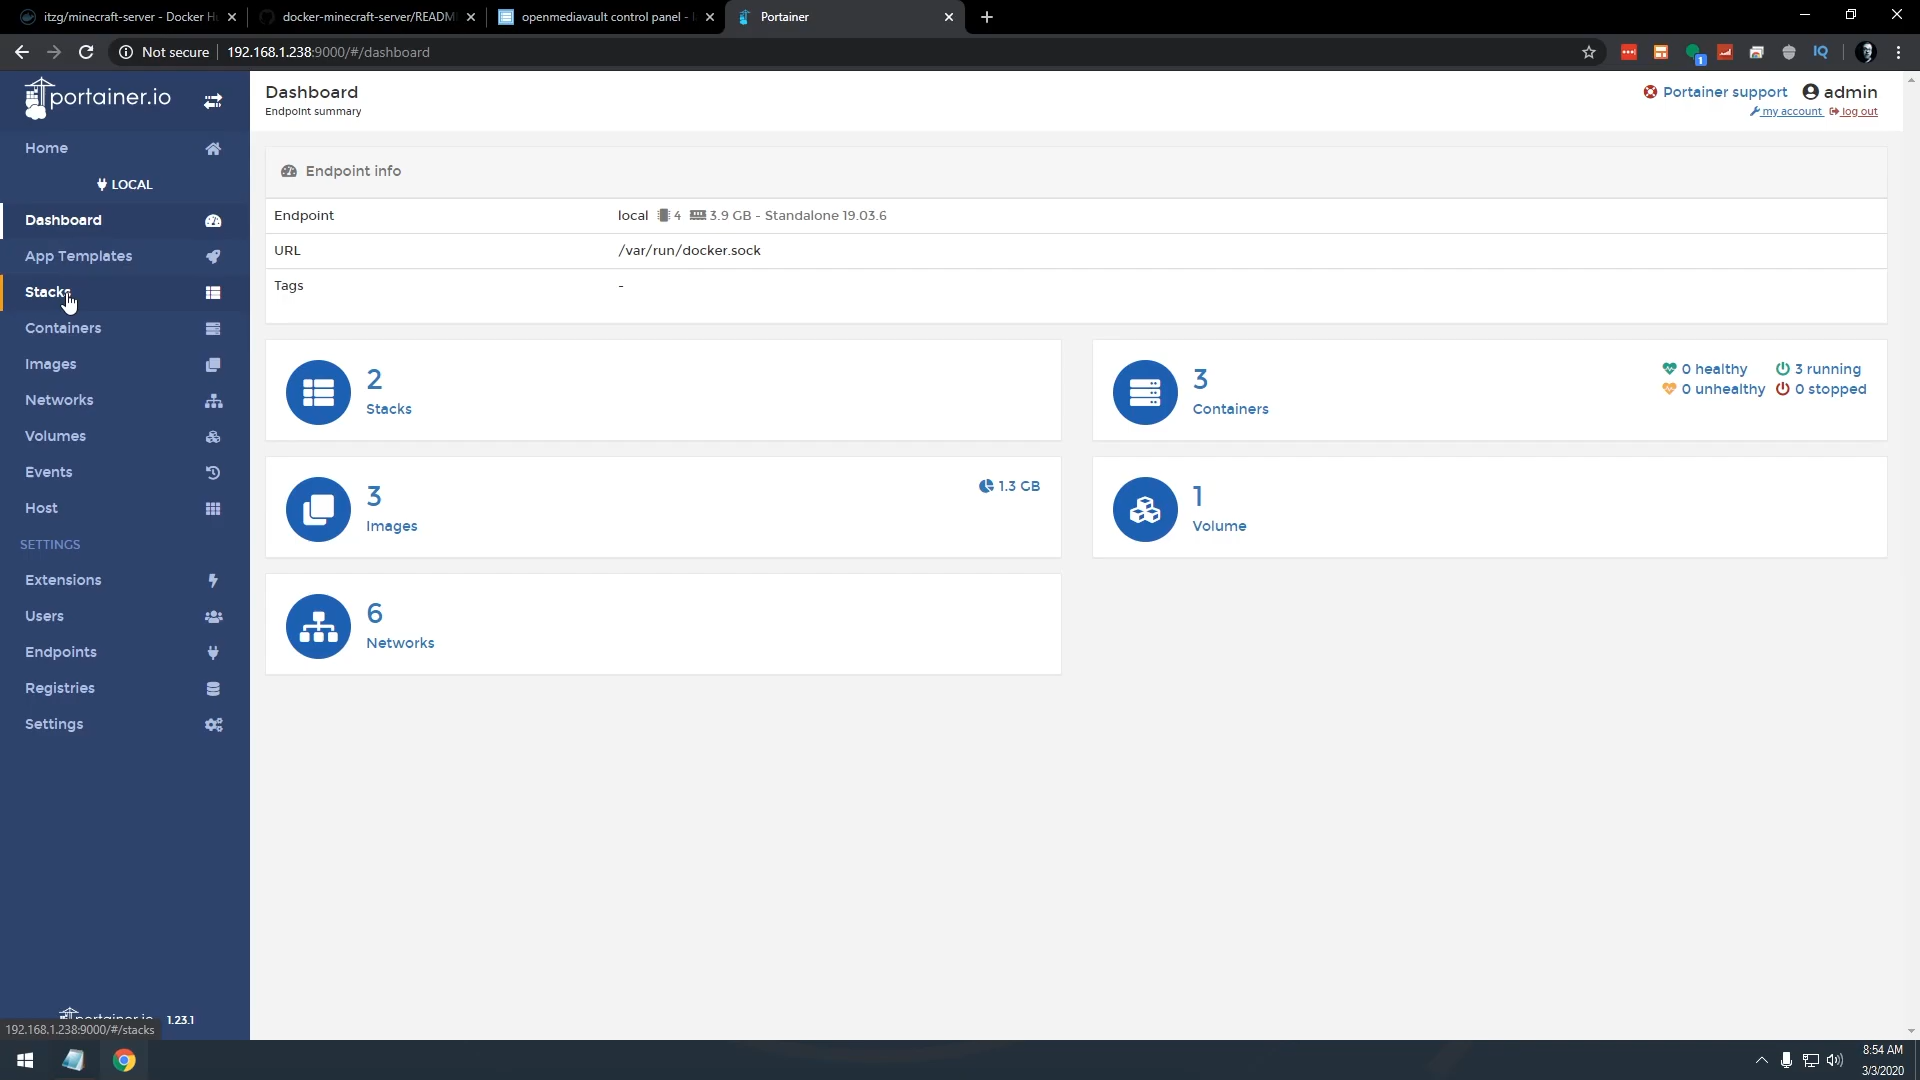 itzg/minecraft-server - Docker H
docker-minecraft-server/READM
openmediavault control panel -
Portainer
Not secure
192.168.1.238:9000/#/dashboard
1
IQ
portainer.io
Home
LOCAL
Dashboard
App Templates
Stacks
Containers
Images
Networks
Volumes
Events
Host
SETTINGS
Extensions
Users
Endpoints
Registries
Settings
portainer.io 1.23.1
192.168.1.238:9000/#/stacks
Dashboard
Endpoint summary
Portainer support
admin
my account
log out
Endpoint info
Endpoint
local 4 3.9 GB - Standalone 19.03.6
URL
/var/run/docker.sock
Tags
-
2
Stacks
3
Containers
0 healthy
3 running
0 unhealthy
0 stopped
3
Images
1.3 GB
1
Volume
6
Networks
8:54 AM
3/3/2020